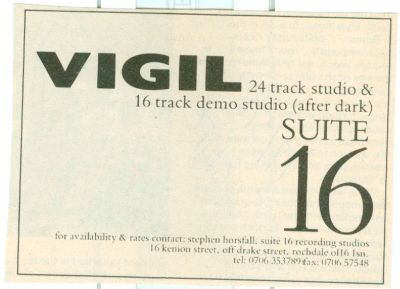 VIGIL 24 track studio &
16 track demo studio (after dark)
SUITE
16
for availability & rates contact: stephen horsfall, suite 16 recording studios
16 kenion street, off drake street, rochdale ol16 1sn.
tel: 0706 353789 fax: 0706 57548